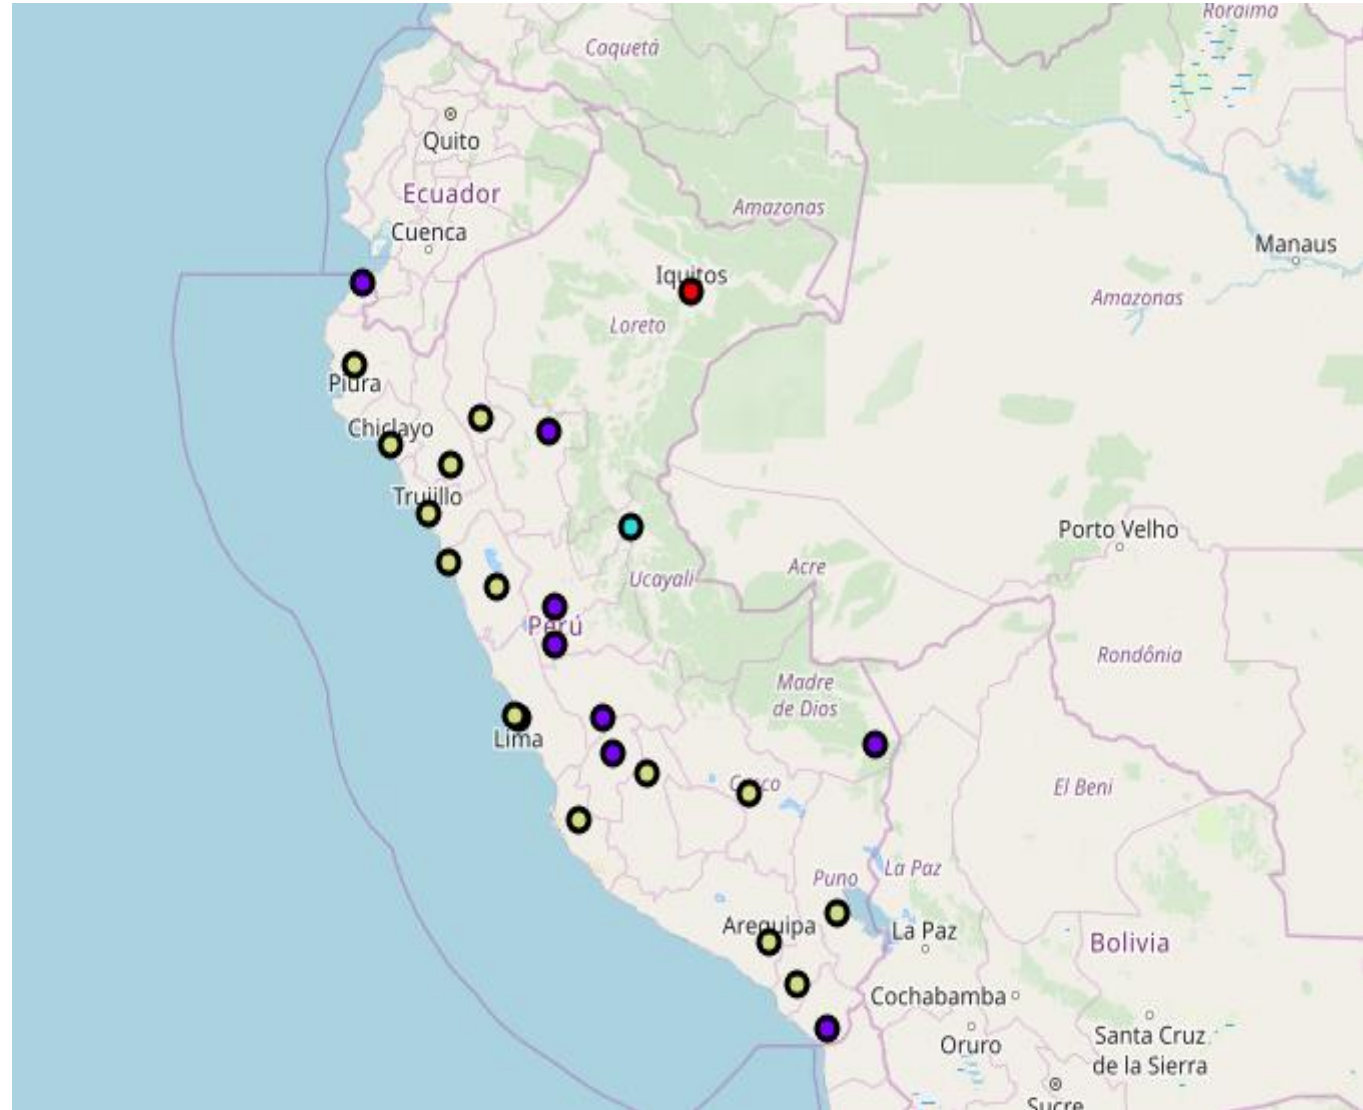 Roraima
Caquetá
Quito
Ecuador
Amazonas
Cuenca
Manaus
Iquitos
Amazonas
Loreto
Piura
Chiclayo
Trujillo
Porto Velho
Acre
Ucayali
Perú
Rondônia
Madre
de Dios
Lima
Cusco
El Beni
Puno
La Paz
Arequipa
La Paz
Bolivia
Cochabamba
Santa Cruz
de la Sierra
Oruro
Sucre